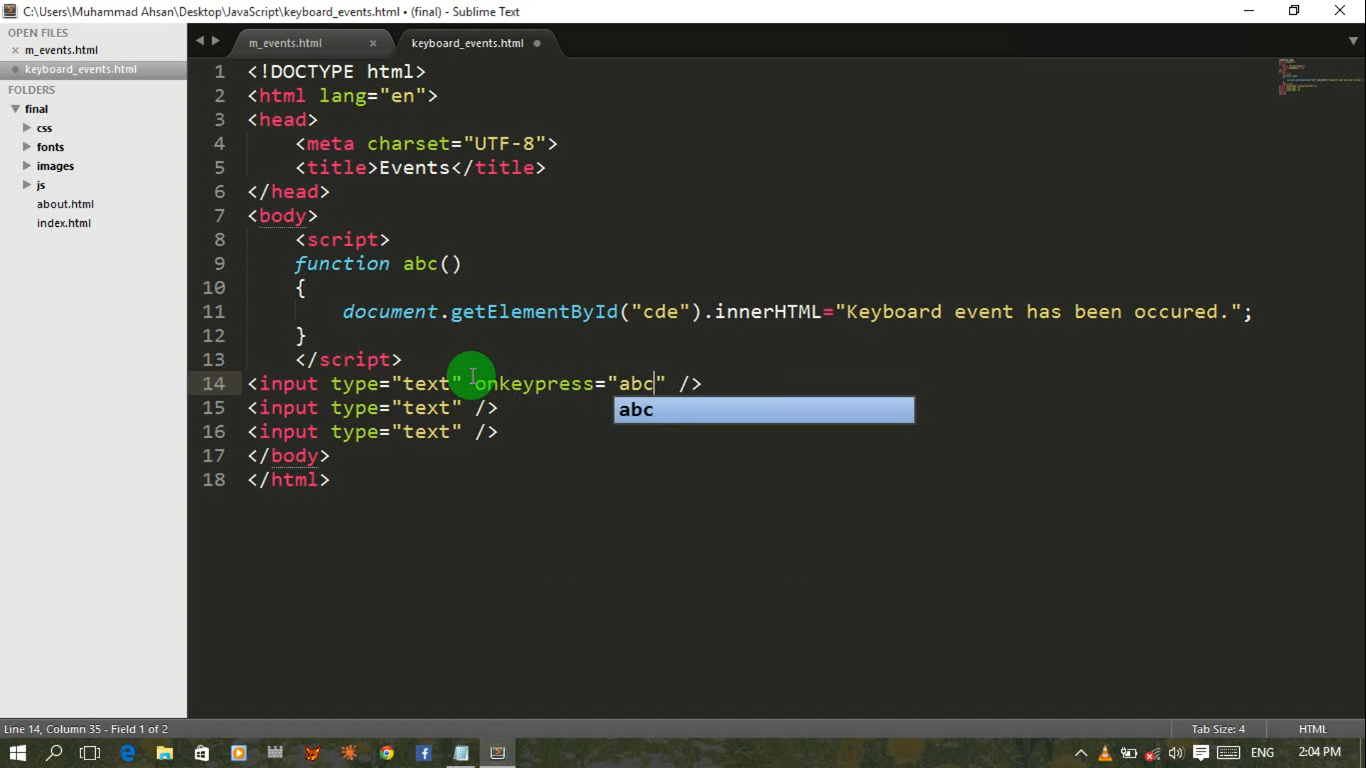 C:\Users\Muhammad Ahsan\Desktop\JavaScript\keyboard_events.html • (final) - Sublime Text
OPEN FILES
m_events.html
keyboard_events.html
FOLDERS
final
css
fonts
images
js
about.html
index.html
m_events.html
keyboard_events.html
1 <!DOCTYPE html>
2 <html lang="en">
3 <head>
4 <meta charset="UTF-8">
5 <title>Events</title>
6 </head>
7 <body>
8 <script>
9 function abc()
10 {
11 document.getElementById("cde").innerHTML="Keyboard event has been occured.";
12 }
13 </script>
14 <input type="text" onkeypress="abc" />
abc
15 <input type="text" />
16 <input type="text" />
17 </body>
18 </html>
Line 14, Column 35 - Field 1 of 2
Tab Size: 4
HTML
ENG
2:04 PM